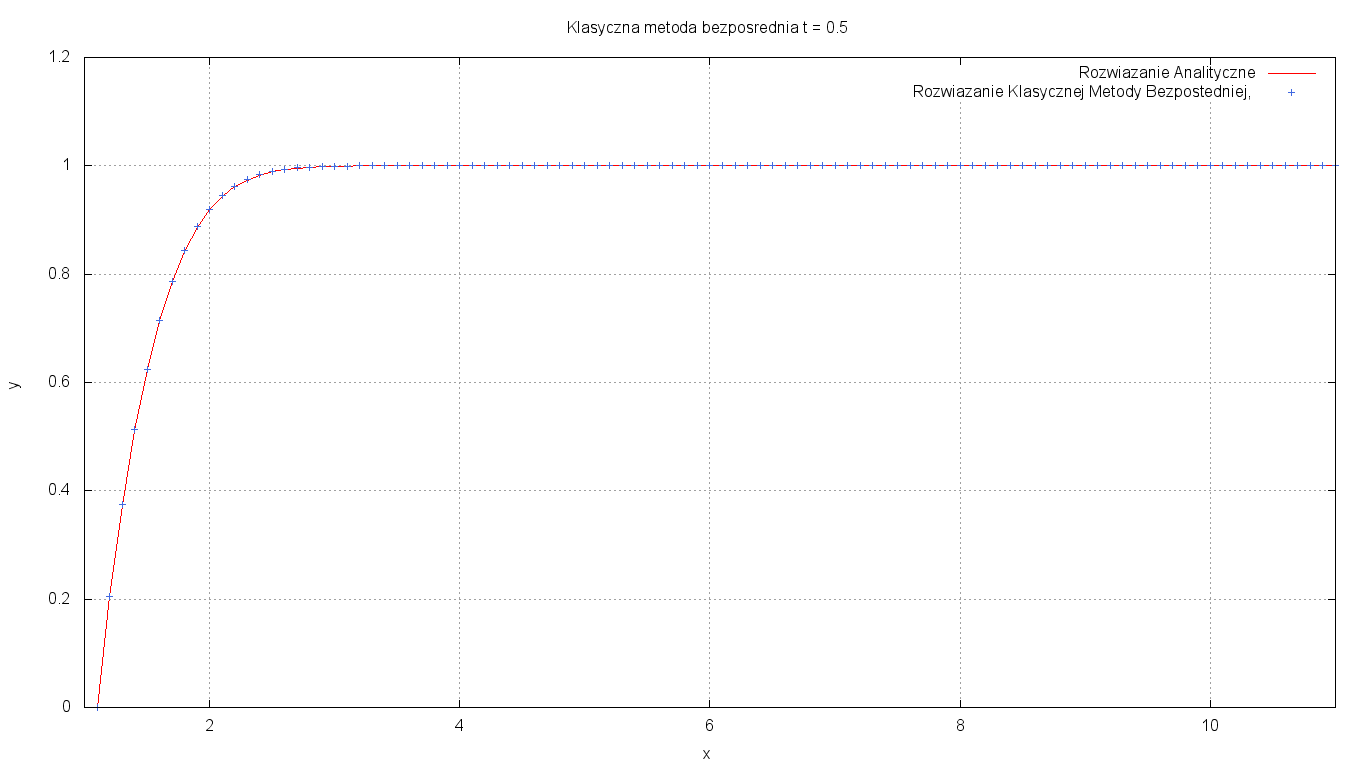 Klasyczna metoda bezposrednia t = 0.5
1.2
Rozwiazanie Analityczne
Rozwiazanie Klasycznej Metody Bezpostedniej,
1
0.8
0.6
y
0.4
0.2
0
2 4 6 8 10
x